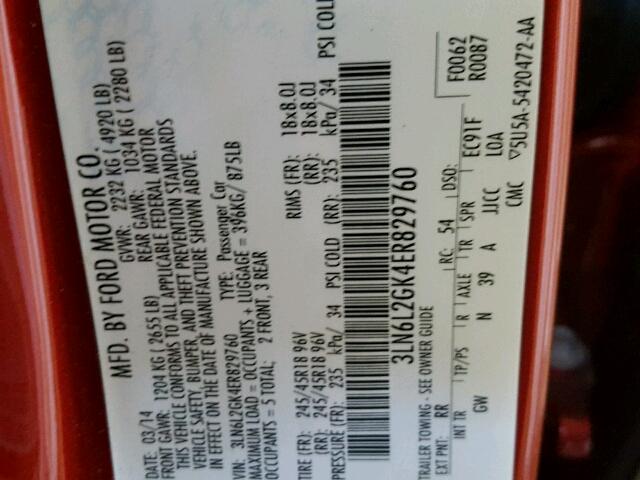 MFD. BY FORD MOTOR CO.
DATE: 03/14 GVWR: 2232 KG ( 4920 LB)
FRONT GAWR: 1204 KG ( 2655 LB) REAR GAWR: 1034 KG ( 2280 LB)
THIS VEHICLE CONFORMS TO ALL APPLICABLE FEDERAL MOTOR
VEHICLE SAFETY, BUMPER, AND THEFT PREVENTION STANDARDS
IN EFFECT ON THE DATE OF MANUFACTURE SHOWN ABOVE.
VIN: 3LN6L2GK4ER829760 TYPE: Passenger Car
MAXIMUM LOAD = OCCUPANTS + LUGGAGE = 396KG/ 875LB
OCCUPANTS = 5 TOTAL: 2 FRONT, 3 REAR
TIRE (FR): 245/45R18 96V RIMS (FR): 18x8.0J
(RR): 245/45R18 96V (RR): 18x8.0J
PRESSURE (FR): 235 kPa/ 34 PSI COLD (RR): 235 kPa/ 34 PSI COLD
3LN6L2GK4ER829760
TRAILER TOWING - SEE OWNER GUIDE F0062
EXT PNT: RR RC: 54 DSO: R0087
INT TR TP/PS R AXLE TR SPR EC91F
GW N 39 A JJCC LOA
CMC ▽5U5A-5420472-AA